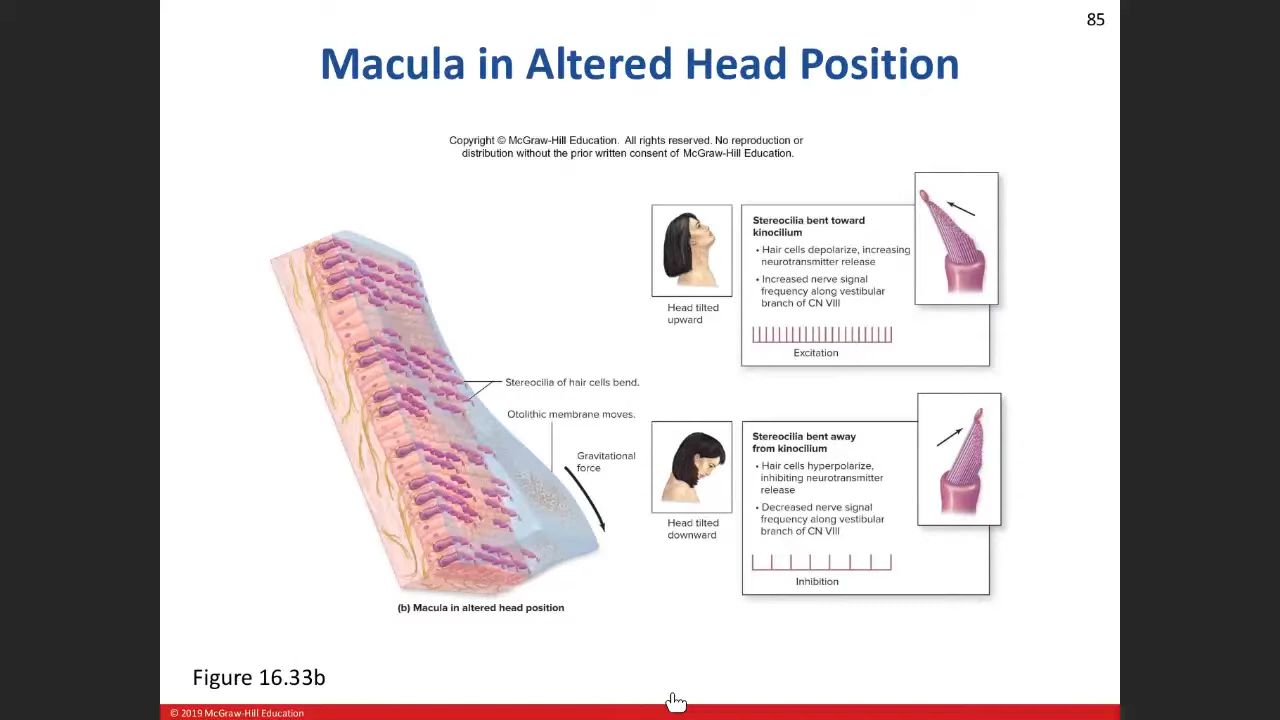 85
Macula in Altered Head Position
Copyright © McGraw-Hill Education. All rights reserved. No reproduction or
distribution without the prior written consent of McGraw-Hill Education.
Stereocilia of hair cells bend.
Otolithic membrane moves.
Gravitational
force
(b) Macula in altered head position
Head tilted
upward
Stereocilia bent toward
kinocilium
• Hair cells depolarize, increasing
neurotransmitter release
• Increased nerve signal
frequency along vestibular
branch of CN VIII
Excitation
Head tilted
downward
Stereocilia bent away
from kinocilium
• Hair cells hyperpolarize,
inhibiting neurotransmitter
release
• Decreased nerve signal
frequency along vestibular
branch of CN VIII
Inhibition
Figure 16.33b
© 2019 McGraw-Hill Education